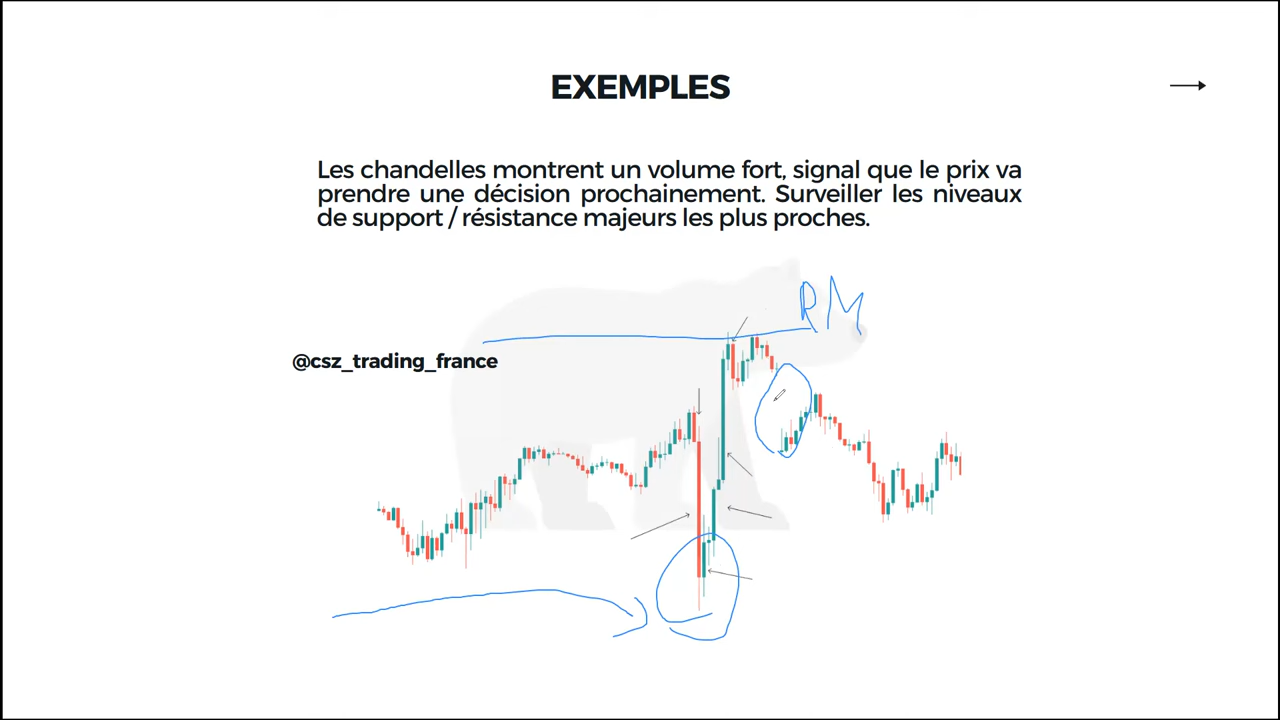 EXEMPLES
Les chandelles montrent un volume fort, signal que le prix va
prendre une décision prochainement. Surveiller les niveaux
de support / résistance majeurs les plus proches.
RM
@csz_trading_france